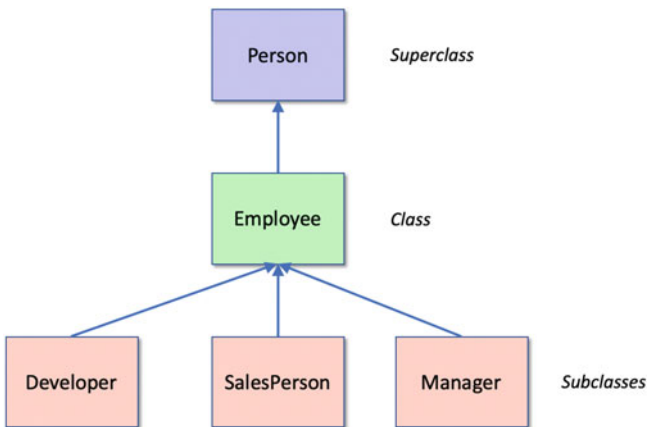 Person
Superclass
Employee
Class
Developer
SalesPerson
Manager
Subclasses